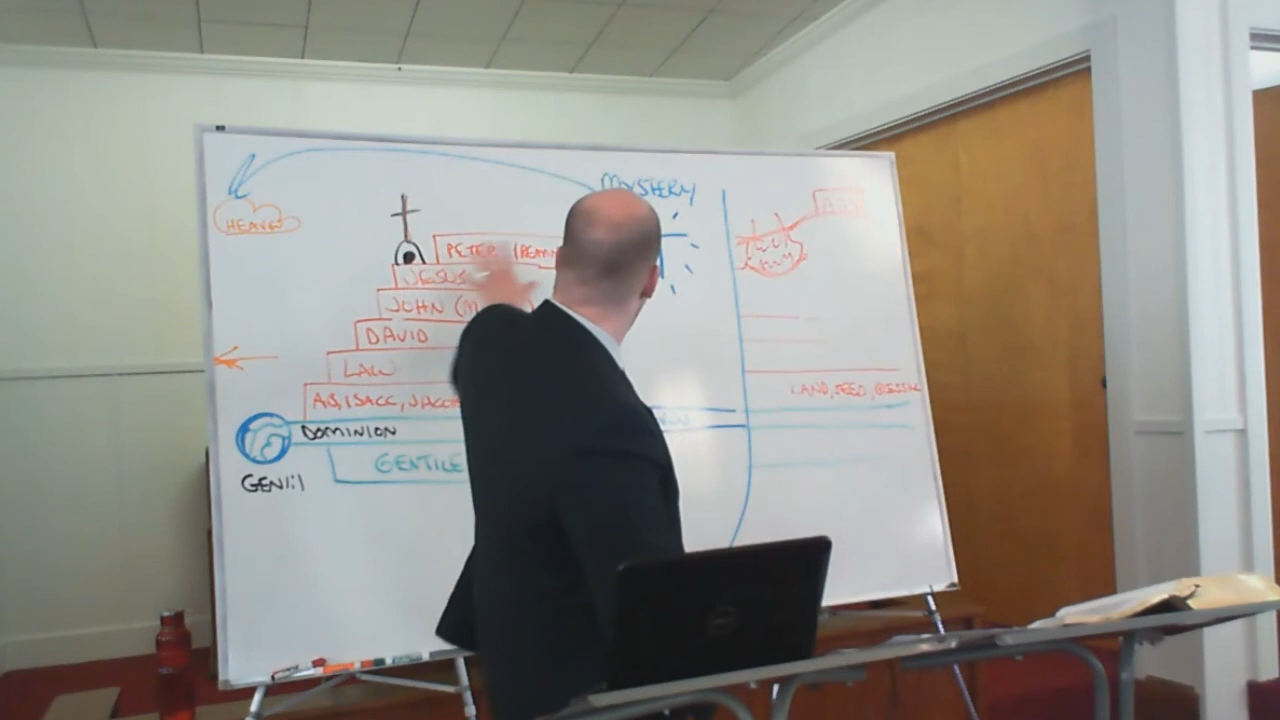 MYSTERY
HEAVEN
PETER
JESUS
JOHN
DAVID
LAW
LAND, SEED, BLESSING
AB, ISACC, JACOB
DOMINION
GENTILE
GEN 1:1